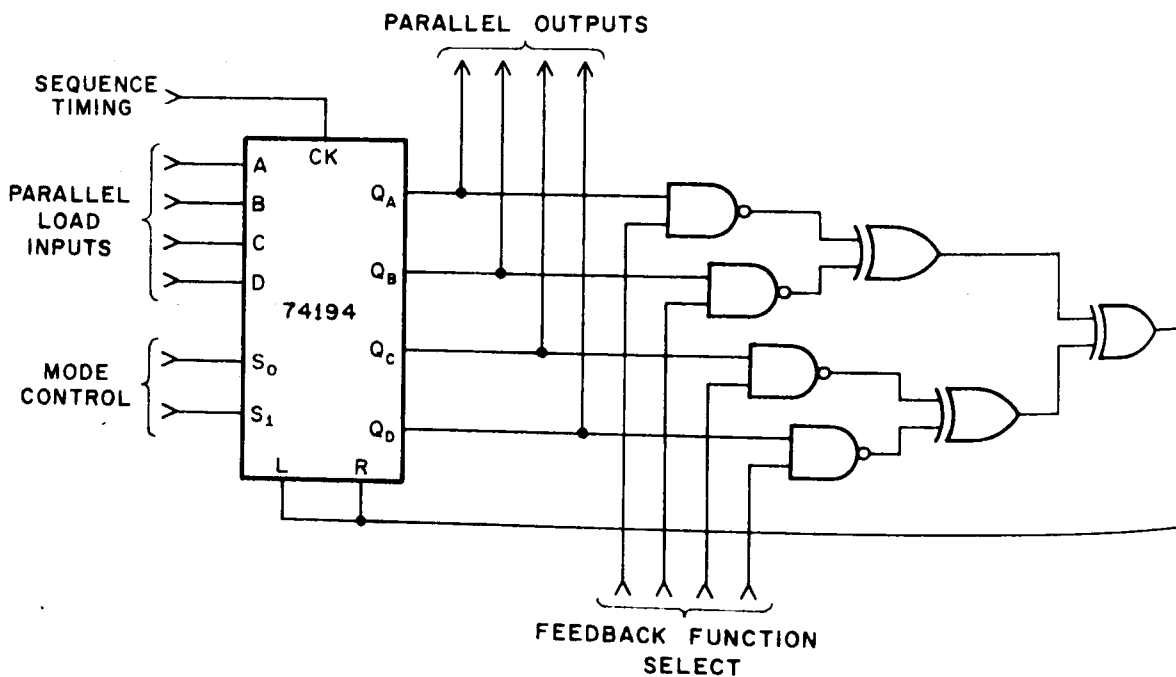 PARALLEL OUTPUTS
SEQUENCE
TIMING
CK
PARALLEL
LOAD
INPUTS
A
B
C
D
QA
QB
74194
QC
QD
MODE
CONTROL
S0
S1
L
R
FEEDBACK FUNCTION
SELECT